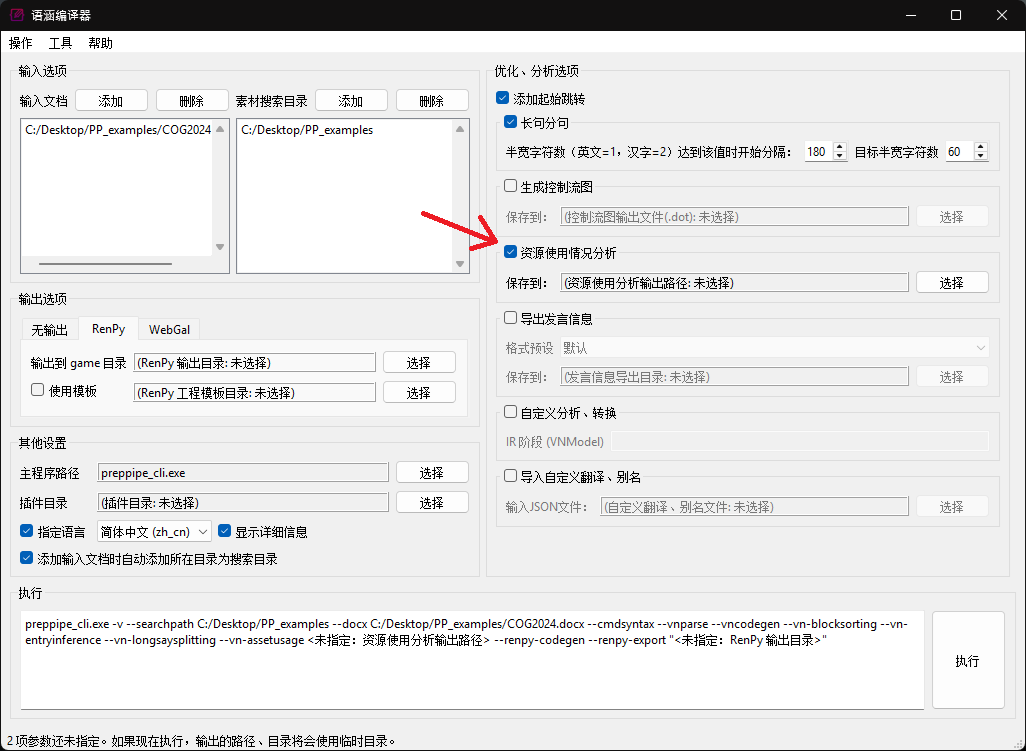 语涵编译器
操作 工具 帮助
输入选项
输入文档 添加 删除 素材搜索目录 添加 删除
C:/Desktop/PP_examples/COG2024
C:/Desktop/PP_examples
输出选项
无输出 RenPy WebGal
输出到 game 目录 (RenPy 输出目录: 未选择) 选择
使用模板 (RenPy 工程模板目录: 未选择) 选择
其他设置
主程序路径 preppipe_cli.exe 选择
插件目录 (插件目录: 未选择) 选择
指定语言 简体中文 (zh_cn) 显示详细信息
添加输入文档时自动添加所在目录为搜索目录
优化、分析选项
添加起始跳转
长句分句
半宽字符数（英文=1，汉字=2）达到该值时开始分隔： 180 目标半宽字符数 60
生成控制流图
保存到： (控制流图输出文件(.dot): 未选择) 选择
资源使用情况分析
保存到： (资源使用分析输出路径: 未选择) 选择
导出发言信息
格式预设 默认
保存到： (发言信息导出目录: 未选择) 选择
自定义分析、转换
IR 阶段 (VNModel)
导入自定义翻译、别名
输入JSON文件： (自定义翻译、别名文件: 未选择) 选择
执行
preppipe_cli.exe -v --searchpath C:/Desktop/PP_examples --docx C:/Desktop/PP_examples/COG2024.docx --cmdsyntax --vnparse --vncodegen --vn-blocksorting --vn-
entryinference --vn-longsaysplitting --vn-assetusage <未指定：资源使用分析输出路径> --renpy-codegen --renpy-export "<未指定：RenPy 输出目录>"
执行
2 项参数还未指定。如果现在执行，输出的路径、目录将会使用临时目录。